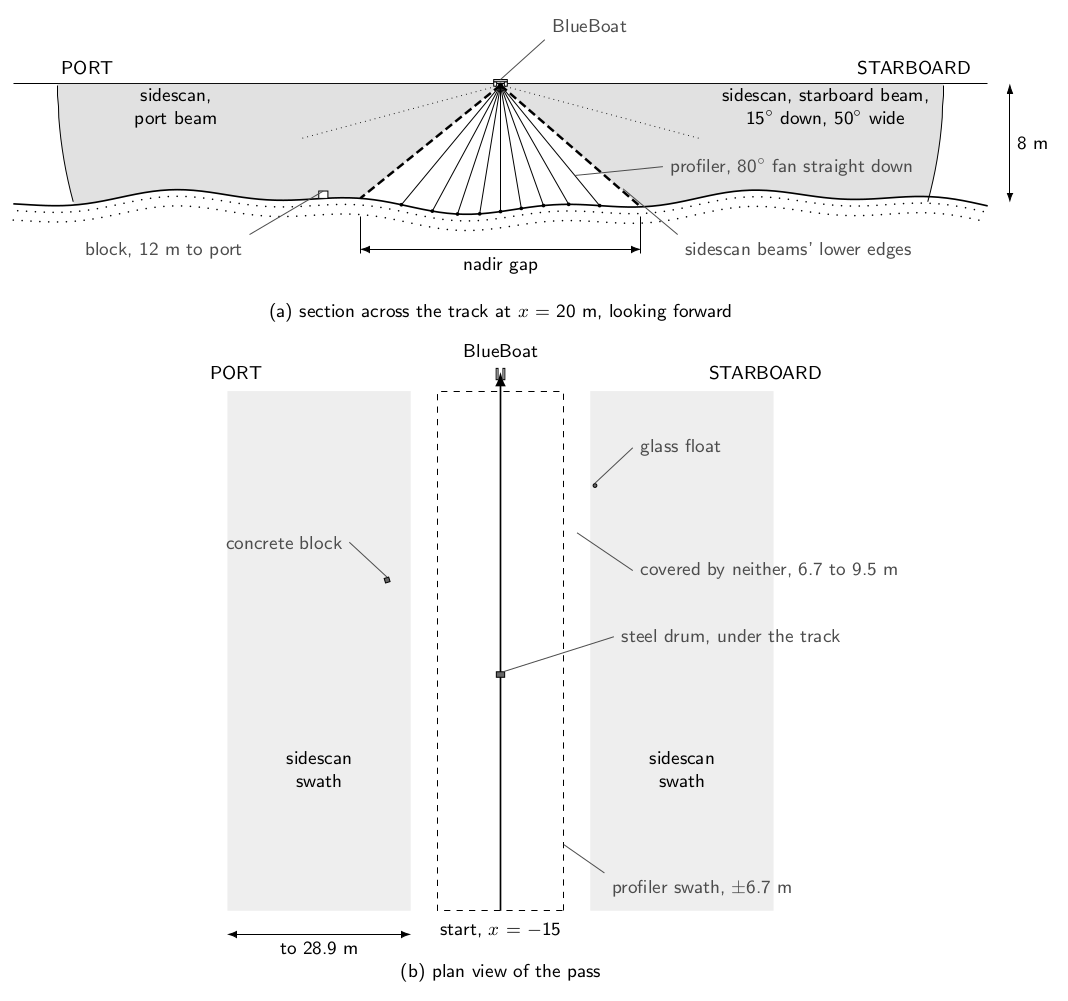 BlueBoat
PORT
STARBOARD
sidescan,
port beam
sidescan, starboard beam,
15° down, 50° wide
8 m
profiler, 80° fan straight down
block, 12 m to port
sidescan beams' lower edges
nadir gap
(a) section across the track at x = 20 m, looking forward
BlueBoat
PORT
STARBOARD
glass float
concrete block
covered by neither, 6.7 to 9.5 m
steel drum, under the track
sidescan
swath
sidescan
swath
profiler swath, ±6.7 m
start, x = −15
to 28.9 m
(b) plan view of the pass